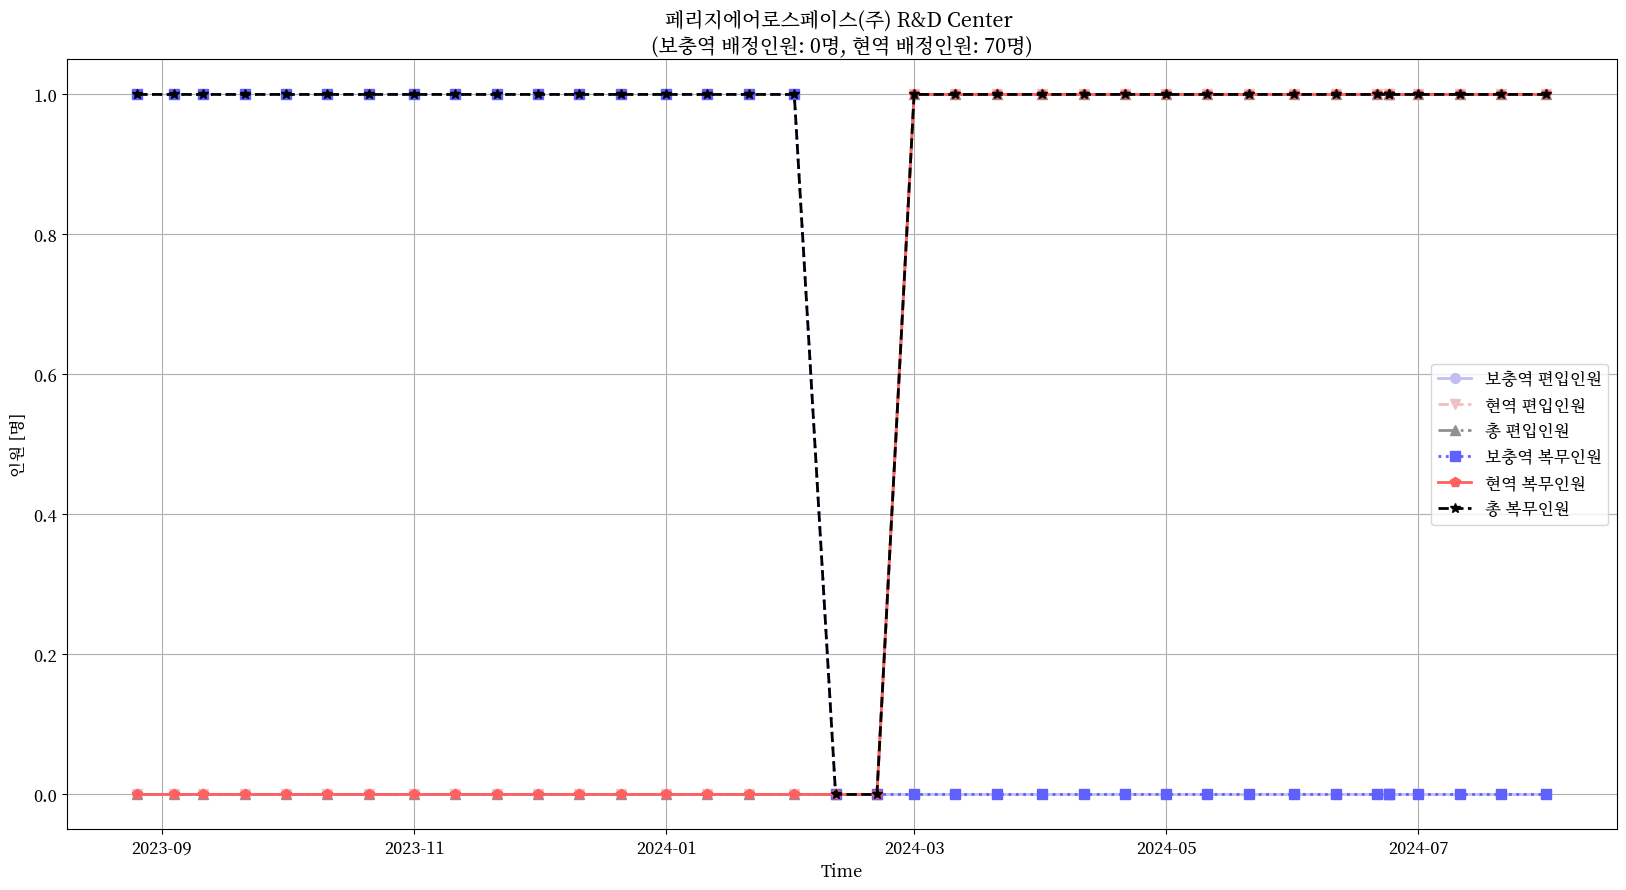 페리지에어로스페이스(주) R&D Center
(보충역 배정인원: 0명, 현역 배정인원: 70명)
1.0
0.8
0.6
0.4
0.2
0.0
인원 [명]
보충역 편입인원
현역 편입인원
총 편입인원
보충역 복무인원
현역 복무인원
총 복무인원
2023-09
2023-11
2024-01
2024-03
2024-05
2024-07
Time